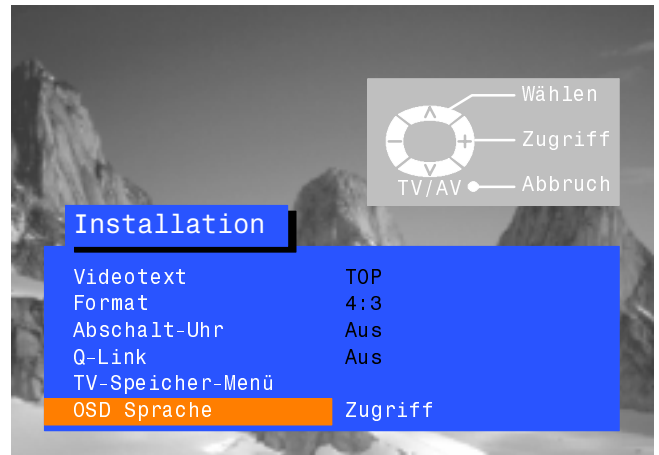 Wählen
Zugriff
TV/AV Abbruch
Installation
Videotext TOP
Format 4:3
Abschalt-Uhr Aus
Q-Link Aus
TV-Speicher-Menü
OSD Sprache Zugriff